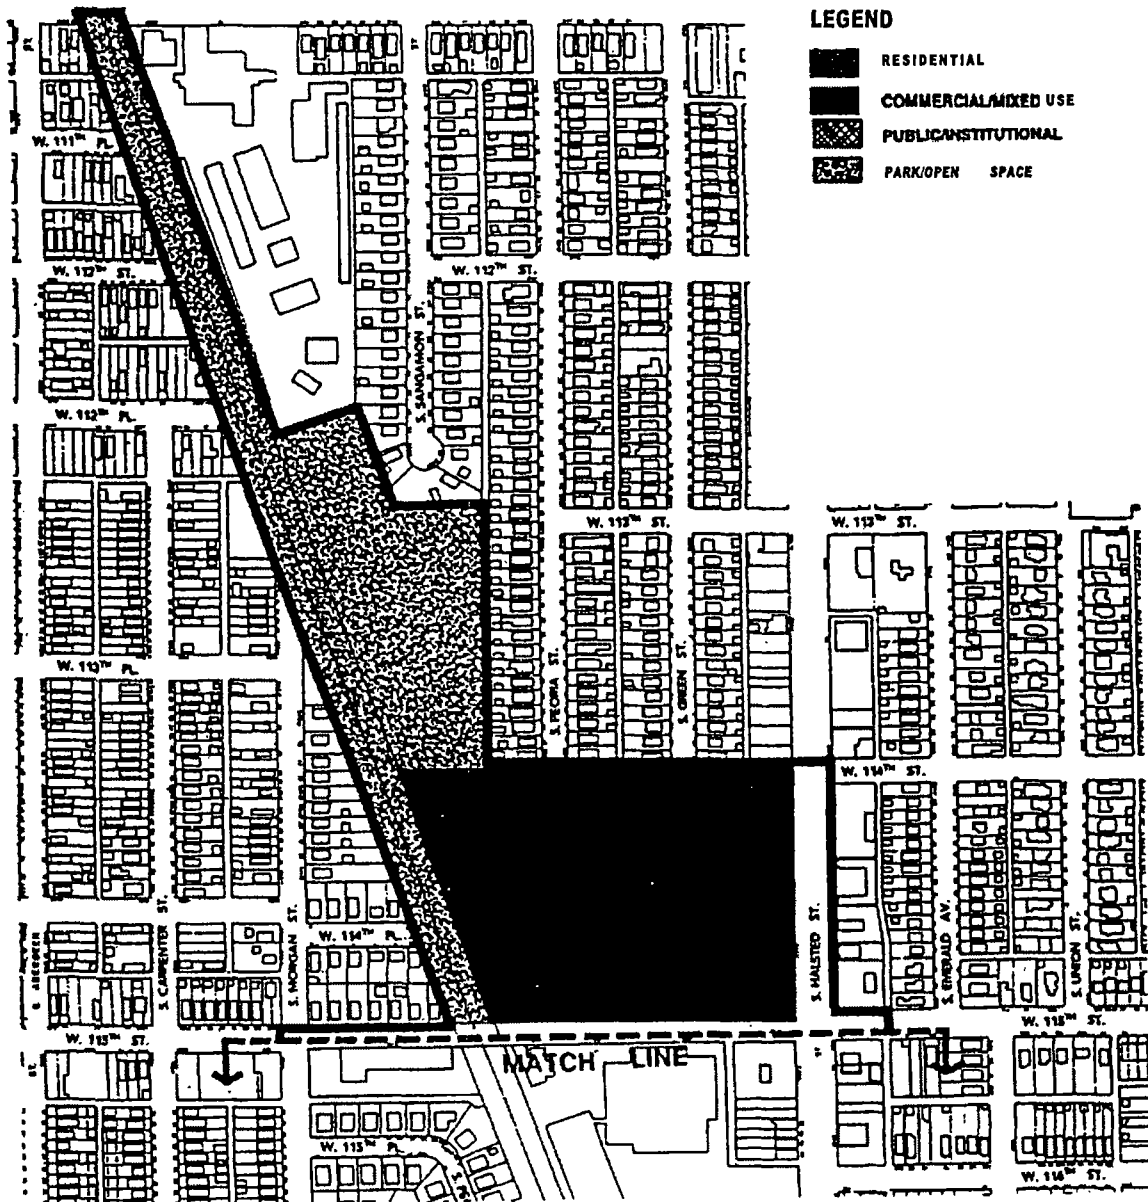 LEGEND
RESIDENTIAL
COMMERCIAL/MIXED USE
PUBLIC/INSTITUTIONAL
PARK/OPEN SPACE
W. 111TH PL.
W. 112TH ST.
W. 112TH ST.
S. SANGAMON ST.
W. 112TH PL.
W. 113TH ST.
W. 113TH ST.
W. 113TH PL.
S. PEORIA ST.
S. GREEN ST.
W. 114TH ST.
S. ABERDEEN
S. CARPENTER ST.
S. MORGAN ST.
W. 114TH PL.
S. HALSTED ST.
S. EMERALD AV.
S. UNION ST.
W. 115TH ST.
W. 115TH ST.
MATCH LINE
W. 115TH PL.
W. 116TH ST.